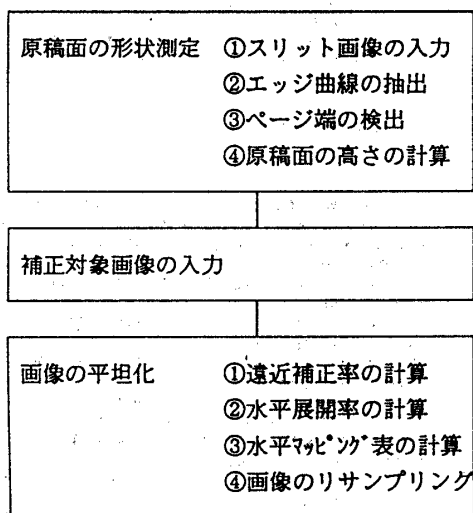 原稿面の形状測定 ①スリット画像の入力
②エッジ曲線の抽出
③ページ端の検出
④原稿面の高さの計算
補正対象画像の入力
画像の平坦化 ①遠近補正率の計算
②水平展開率の計算
③水平ﾏｯﾋﾟﾝｸﾞ表の計算
④画像のリサンプリング